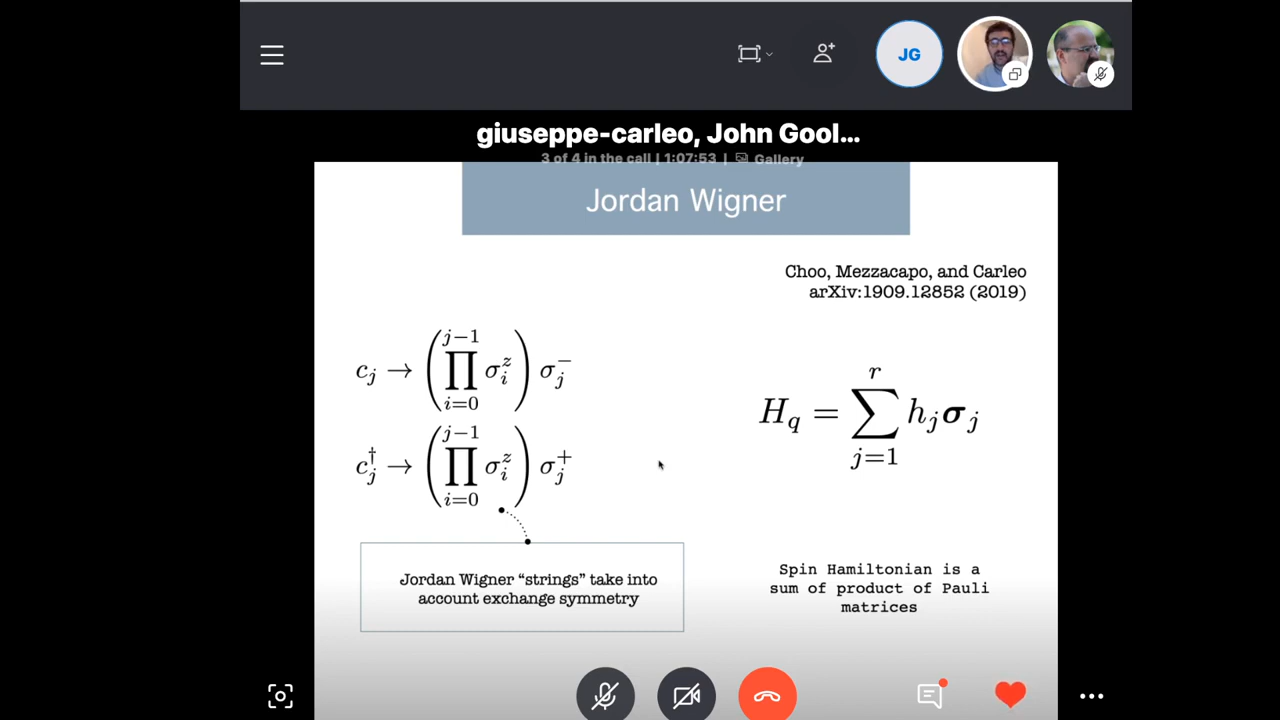 JG
giuseppe-carleo, John Gool...
3 of 4 in the call | 1:07:53 | Gallery
Jordan Wigner
Choo, Mezzacapo, and Carleo
arXiv:1909.12852 (2019)
c_j → (∏_{i=0}^{j−1} σ_i^z) σ_j^−
c_j^† → (∏_{i=0}^{j−1} σ_i^z) σ_j^+
H_q = ∑_{j=1}^{r} h_j σ_j
Jordan Wigner “strings” take into
account exchange symmetry
Spin Hamiltonian is a
sum of product of Pauli
matrices